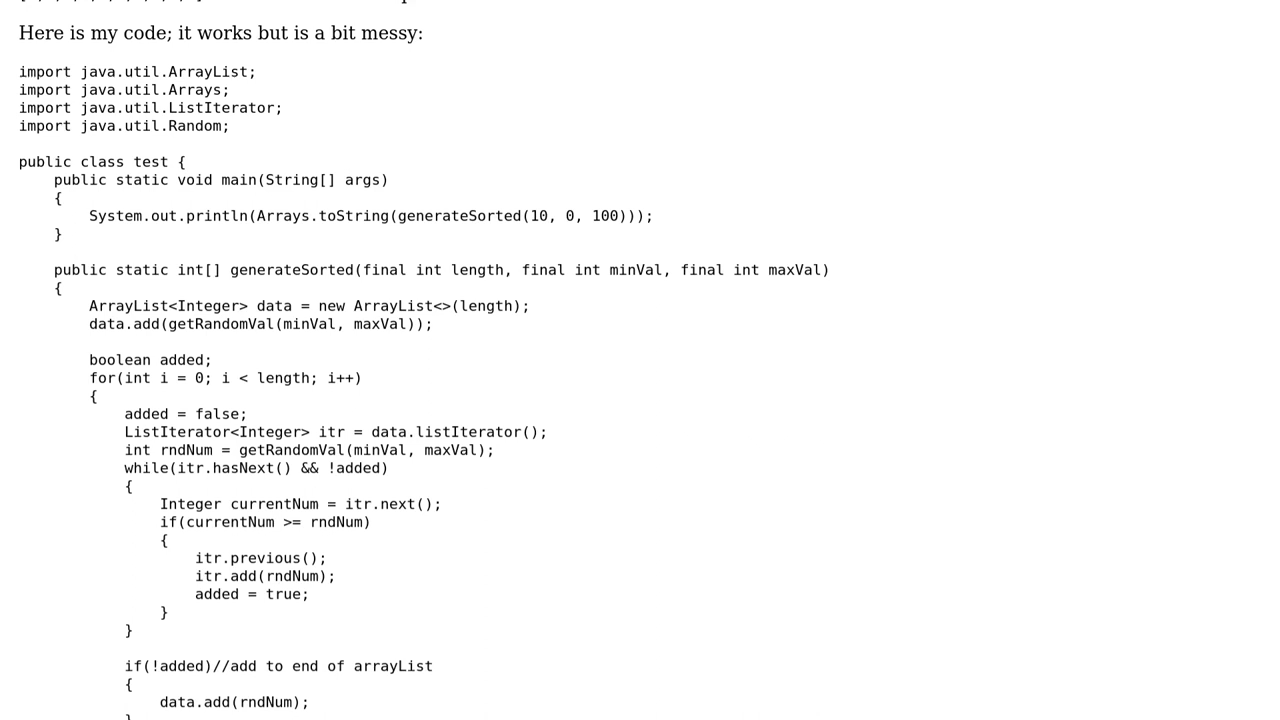 Here is my code; it works but is a bit messy:
import java.util.ArrayList;
import java.util.Arrays;
import java.util.ListIterator;
import java.util.Random;
public class test {
    public static void main(String[] args)
    {
        System.out.println(Arrays.toString(generateSorted(10, 0, 100)));
    }
    public static int[] generateSorted(final int length, final int minVal, final int maxVal)
    {
        ArrayList<Integer> data = new ArrayList<>(length);
        data.add(getRandomVal(minVal, maxVal));
        boolean added;
        for(int i = 0; i < length; i++)
        {
            added = false;
            ListIterator<Integer> itr = data.listIterator();
            int rndNum = getRandomVal(minVal, maxVal);
            while(itr.hasNext() && !added)
            {
                Integer currentNum = itr.next();
                if(currentNum >= rndNum)
                {
                    itr.previous();
                    itr.add(rndNum);
                    added = true;
                }
            }
            if(!added)//add to end of arrayList
            {
                data.add(rndNum);
            }